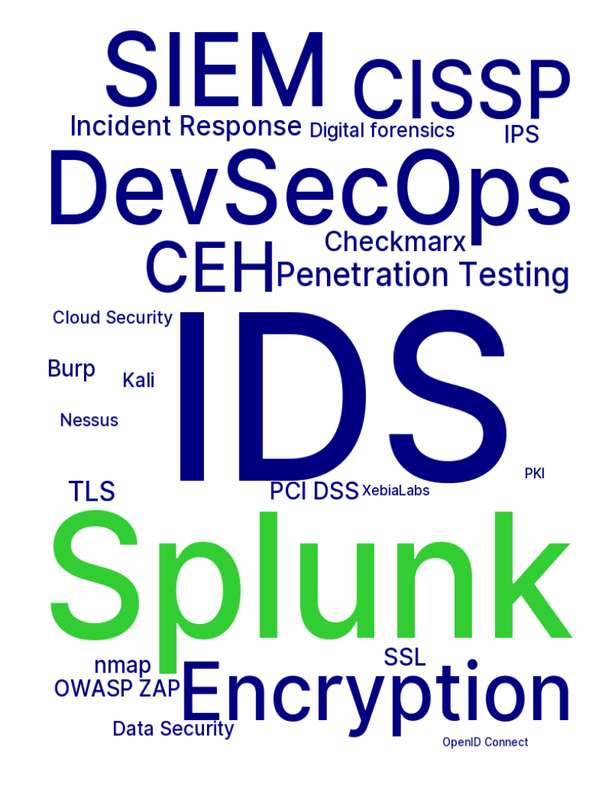 SIEM
CISSP
Incident Response
Digital forensics
IPS
DevSecOps
Checkmarx
CEH
Penetration Testing
Cloud Security
IDS
Burp
Kali
Nessus
PKI
TLS
PCI DSS
XebiaLabs
Splunk
nmap
SSL
OWASP ZAP
Encryption
Data Security
OpenID Connect